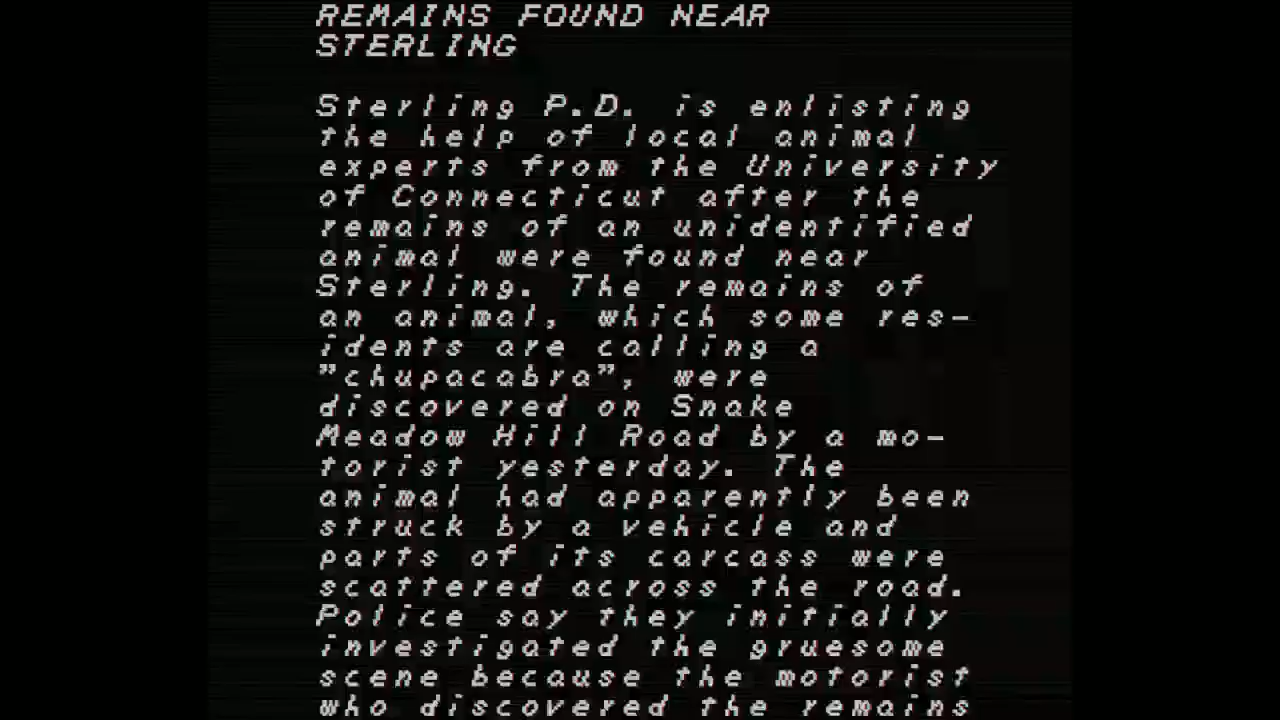 REMAINS FOUND NEAR
STERLING
Sterling P.D. is enlisting
the help of local animal
experts from the University
of Connecticut after the
remains of an unidentified
animal were found near
Sterling. The remains of
an animal, which some res-
idents are calling a
"chupacabra", were
discovered on Snake
Meadow Hill Road by a mo-
torist yesterday. The
animal had apparently been
struck by a vehicle and
parts of its carcass were
scattered across the road.
Police say they initially
investigated the gruesome
scene because the motorist
who discovered the remains